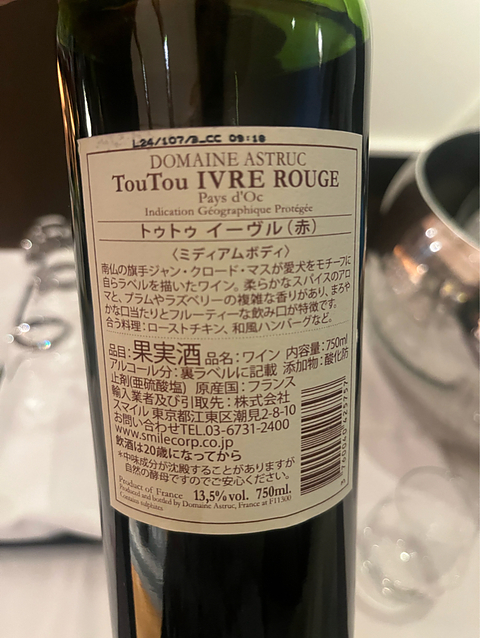 L24/107/B_CC 09:18
DOMAINE ASTRUC
TouTou IVRE ROUGE
Pays d'Oc
Indication Géographique Protégée
トゥトゥ イーヴル（赤）
〈ミディアムボディ〉
南仏の旗手ジャン・クロード・マスが愛犬をモチーフに
自らラベルを描いたワイン。柔らかなスパイスのアロ
マと、プラムやラズベリーの複雑な香りがあり、まろや
かな口当たりとフルーティーな飲み口が特徴です。
合う料理：ローストチキン、和風ハンバーグなど。
品目：果実酒 品名：ワイン 内容量：750ml
アルコール分：裏ラベルに記載 添加物：酸化防
止剤(亜硫酸塩) 原産国：フランス
輸入業者及び引取先：株式会社
スマイル 東京都江東区潮見2-8-10
お問い合わせTEL.03-6731-2400
www.smilecorp.co.jp
飲酒は20歳になってから
※中味成分が沈殿することがありますが
自然の酵母ですのでご安心ください。
Product of France 13,5% vol. 750ml.
Produced and bottled by Domaine Astruc, France at F11300
Contains sulphites